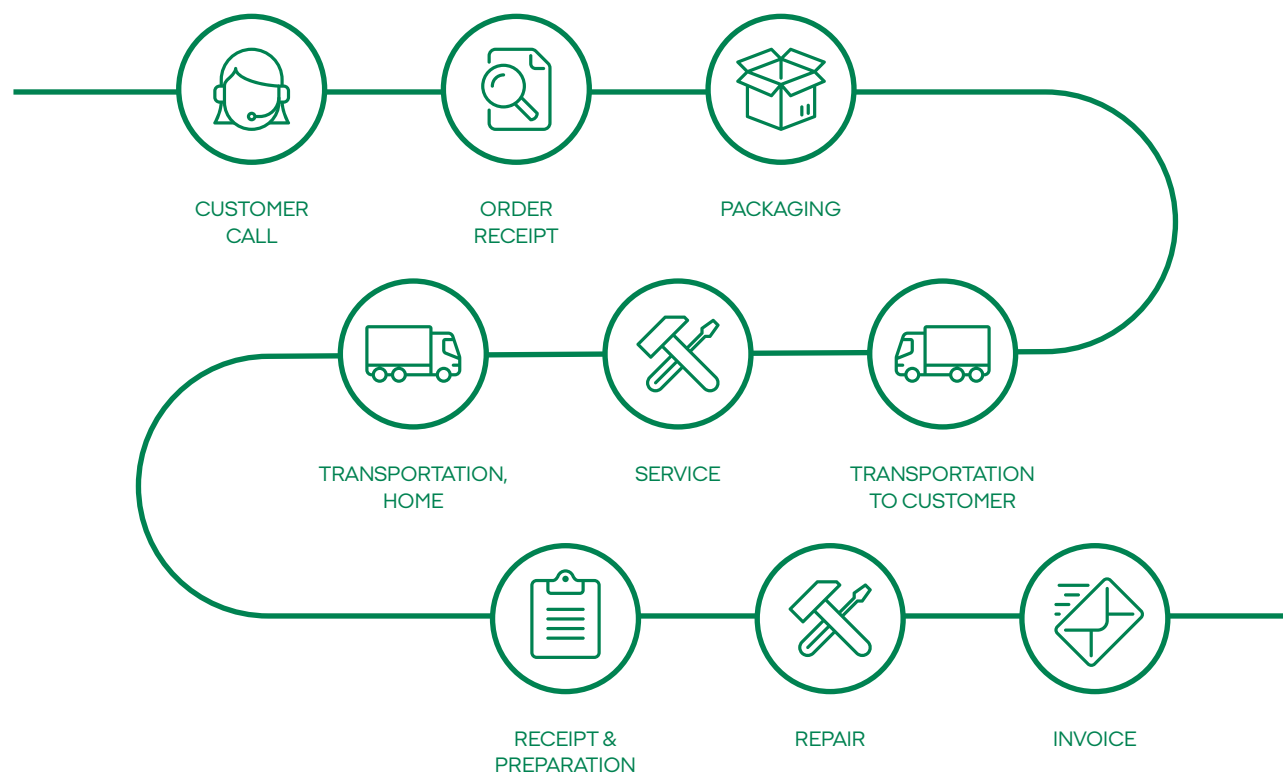 CUSTOMER
CALL
ORDER
RECEIPT
PACKAGING
TRANSPORTATION,
HOME
SERVICE
TRANSPORTATION
TO CUSTOMER
RECEIPT &
PREPARATION
REPAIR
INVOICE